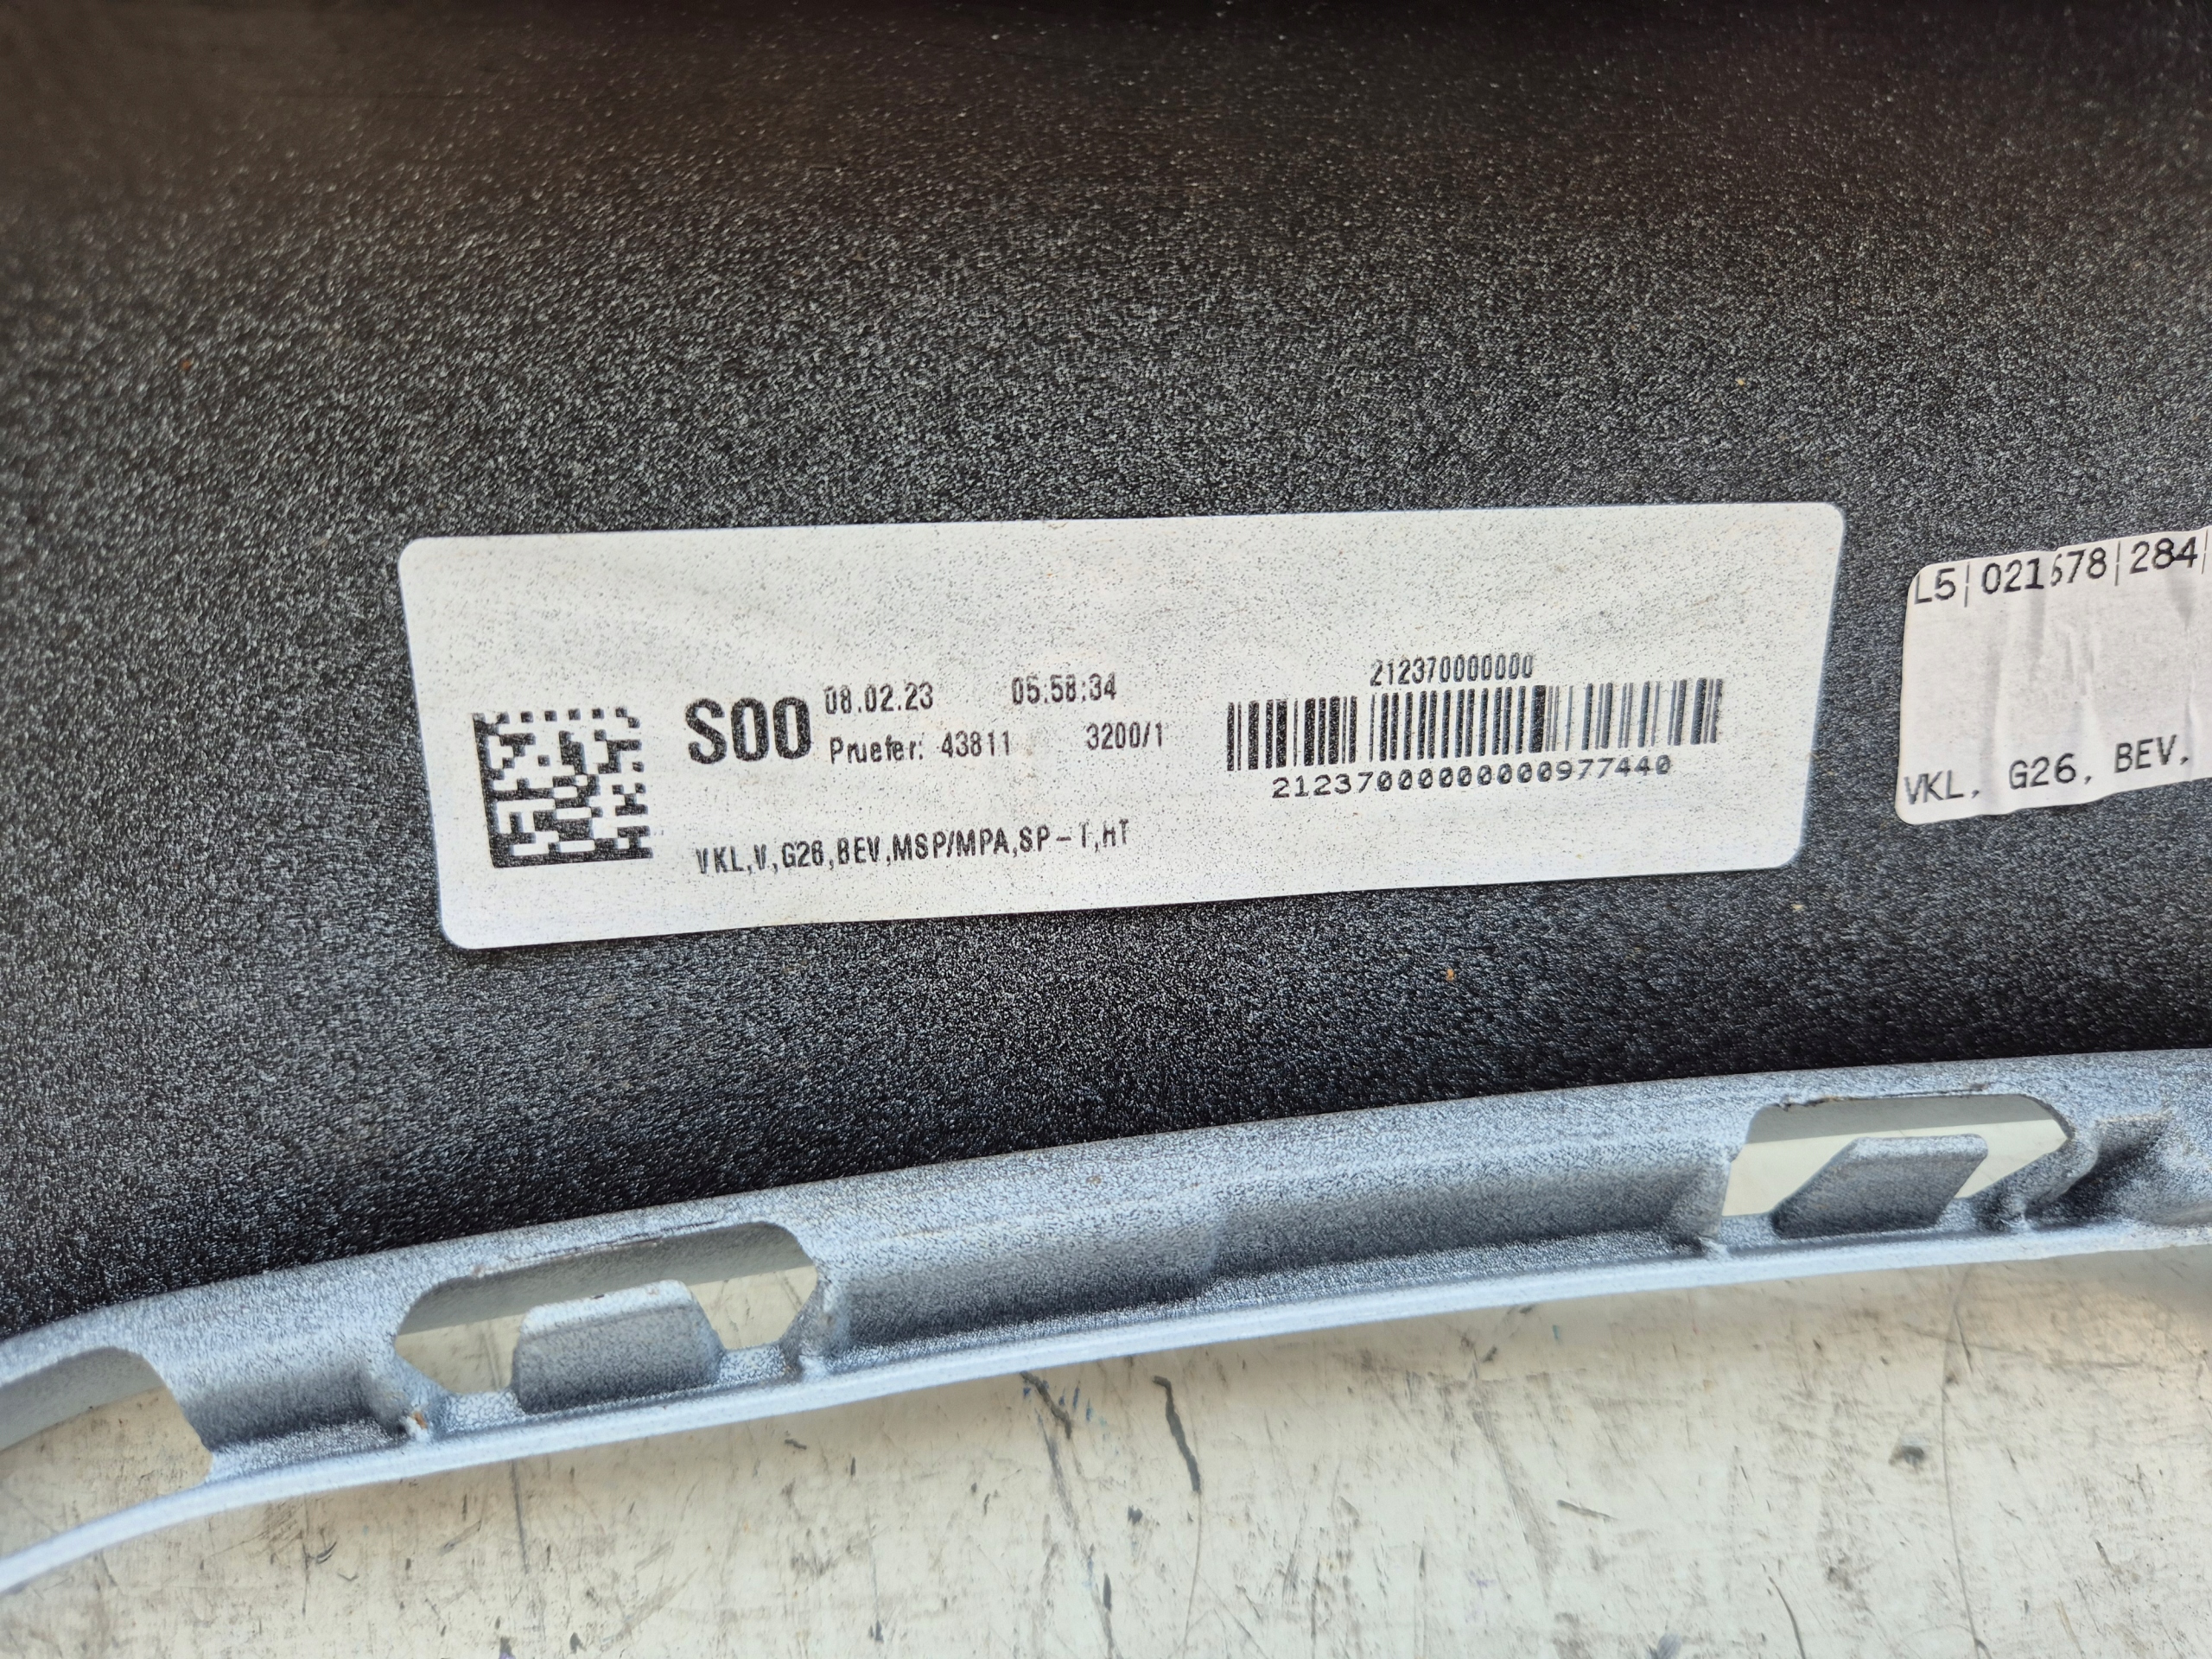 S00 08.02.23 05:58:34
Pruefer: 43811 3200/1
212370000000
212370000000000977440
VKL,V,G26,BEV,MSP/MPA,SP-T,HT
L5|021678|284|
VKL, G26, BEV,